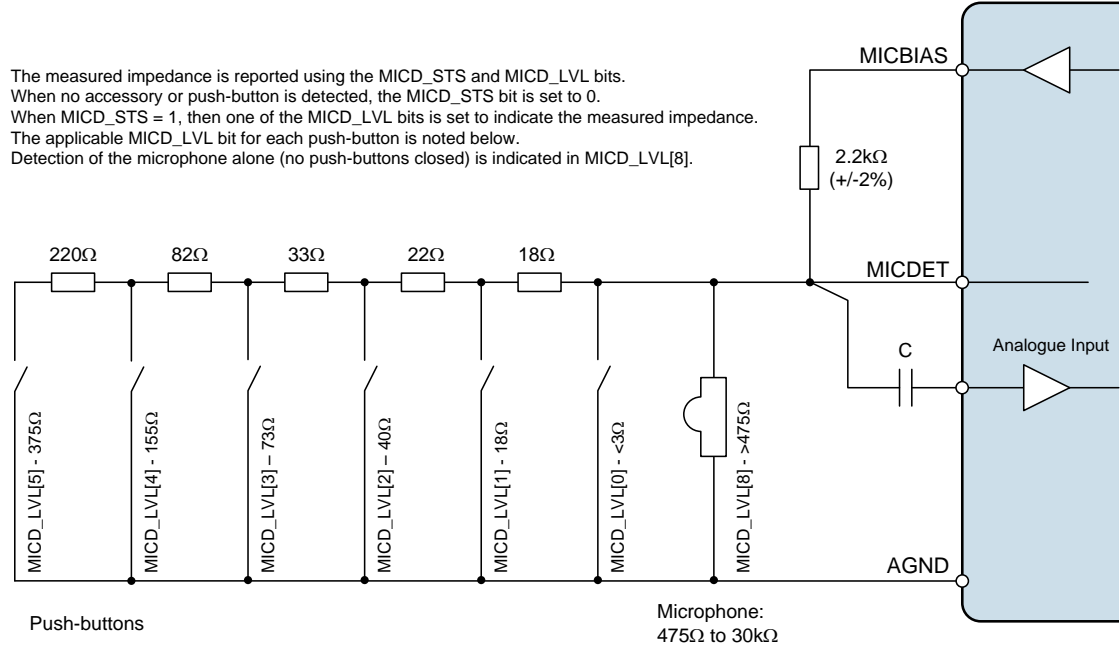 The measured impedance is reported using the MICD_STS and MICD_LVL bits.
When no accessory or push-button is detected, the MICD_STS bit is set to 0.
When MICD_STS = 1, then one of the MICD_LVL bits is set to indicate the measured impedance.
The applicable MICD_LVL bit for each push-button is noted below.
Detection of the microphone alone (no push-buttons closed) is indicated in MICD_LVL[8].
MICBIAS
2.2kΩ
(+/-2%)
220Ω
82Ω
33Ω
22Ω
18Ω
MICDET
C
Analogue Input
MICD_LVL[5] - 375Ω
MICD_LVL[4] - 155Ω
MICD_LVL[3] – 73Ω
MICD_LVL[2] – 40Ω
MICD_LVL[1] - 18Ω
MICD_LVL[0] - <3Ω
MICD_LVL[8] - >475Ω
AGND
Push-buttons
Microphone:
475Ω to 30kΩ